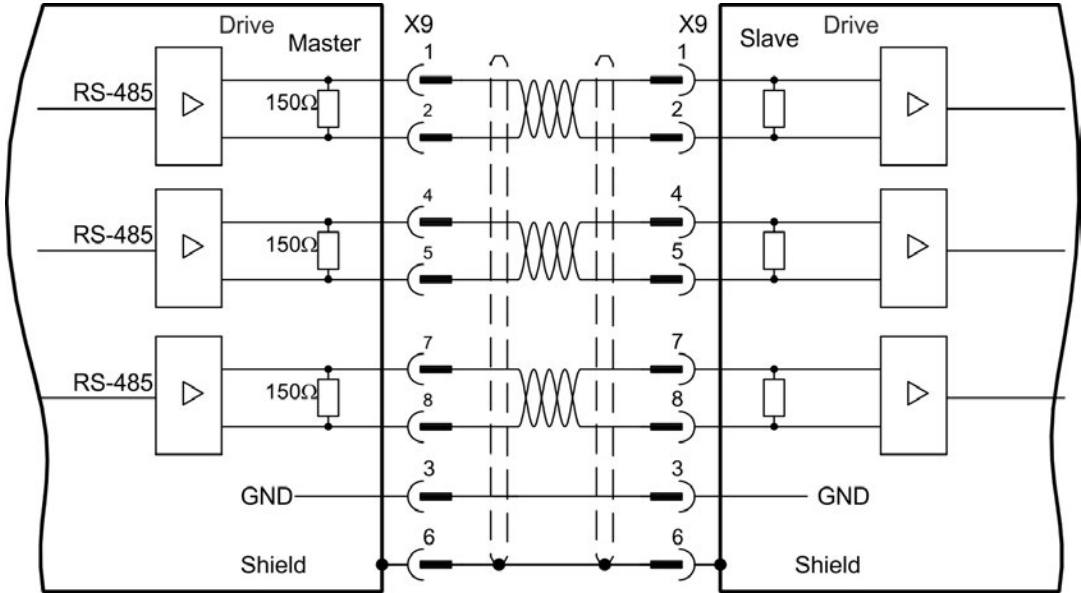 Drive Master X9 X9 Slave Drive
1 1
RS-485 150Ω
2 2
4 4
RS-485 150Ω
5 5
7 7
RS-485 150Ω
8 8
3 3
GND GND
6 6
Shield Shield